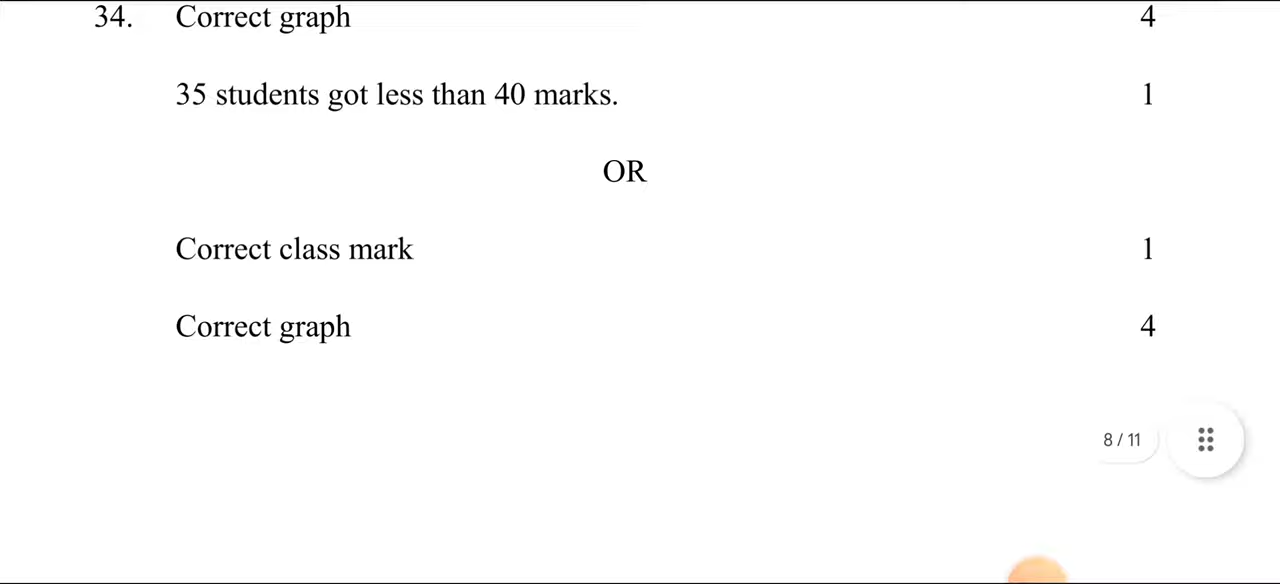 34. Correct graph 4
35 students got less than 40 marks. 1
OR
Correct class mark 1
Correct graph 4
8 / 11